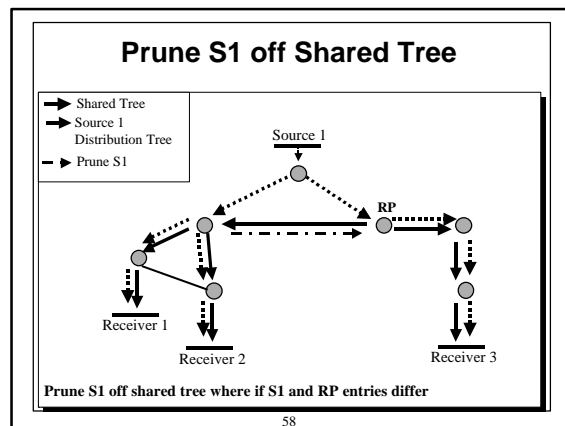 Prune S1 off Shared Tree
Shared Tree
Source 1
Distribution Tree
Prune S1
Source 1
RP
Receiver 1
Receiver 2
Receiver 3
Prune S1 off shared tree where if S1 and RP entries differ
58